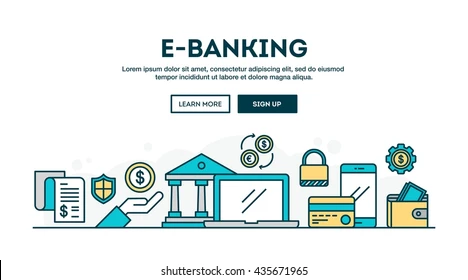 E-BANKING
Lorem ipsum dolor sit amet, consectetur adipiscing elit, sed do eiusmod
tempor incididunt ut labore et dolore magna aliqua.
LEARN MORE
SIGN UP
$
€
$
$
$
$
shutterstock.com · 435671965